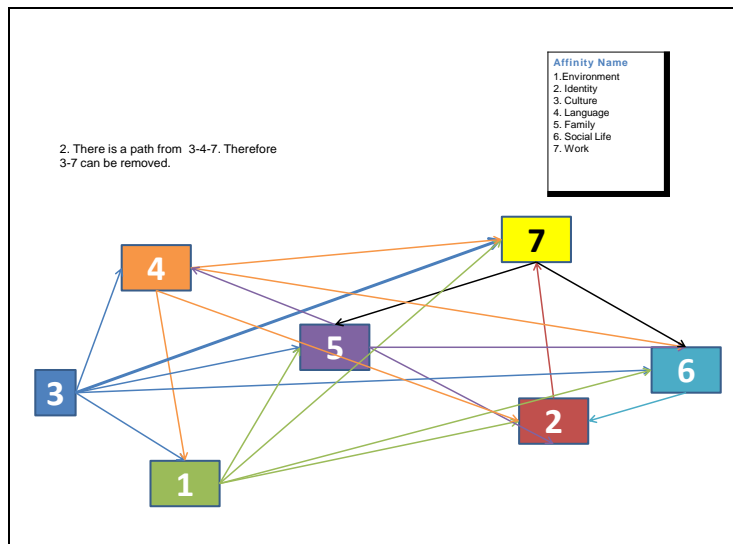 Affinity Name
1.Environment
2. Identity
3. Culture
4. Language
5. Family
6. Social Life
7. Work
2. There is a path from  3-4-7. Therefore
3-7 can be removed.
7
4
5
6
3
2
1